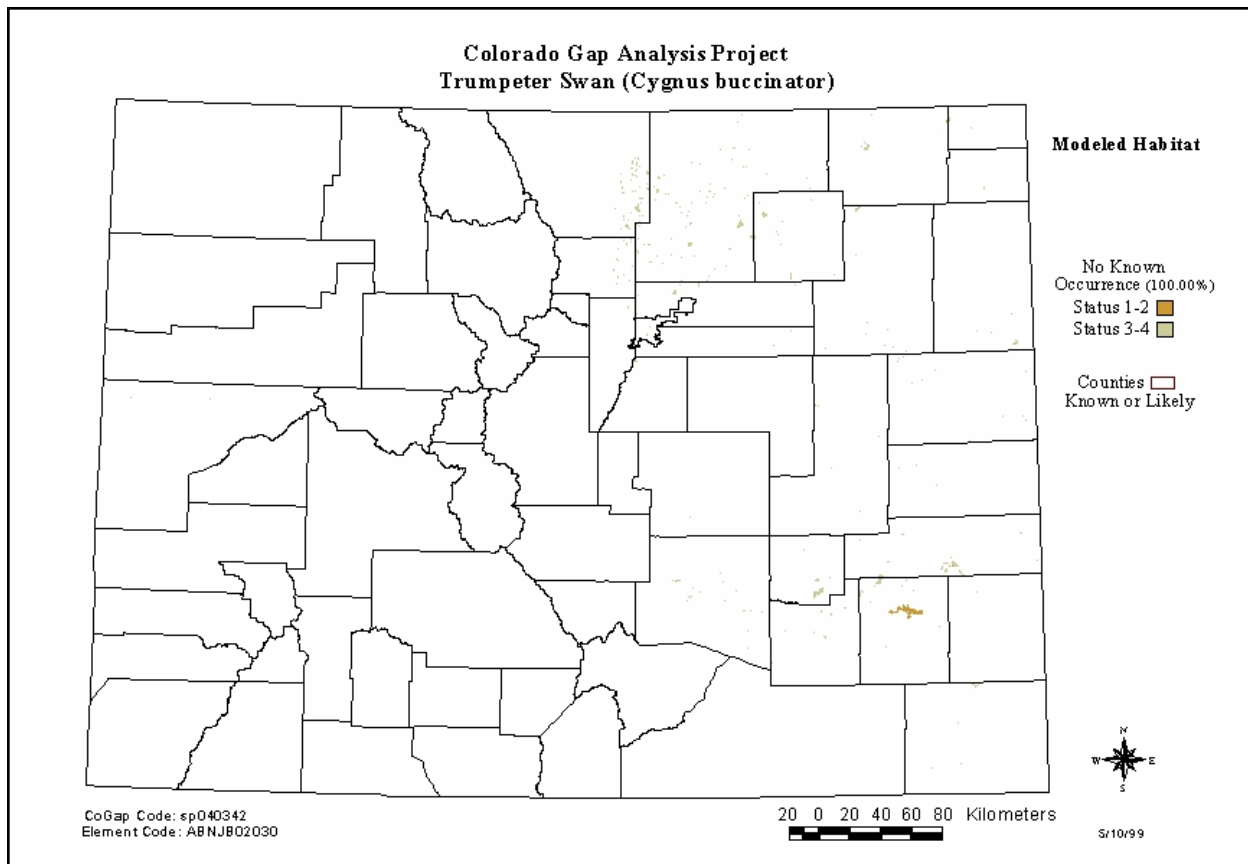 Colorado Gap Analysis Project
Trumpeter Swan (Cygnus buccinator)
Modeled Habitat
No Known
Occurrence (100.00%)
Status 1-2
Status 3-4
Counties
Known or Likely
N
W E
S
CoGap Code: sp040342
Element Code: ABNJB02030
20 0 20 40 60 80 Kilometers
5/10/99